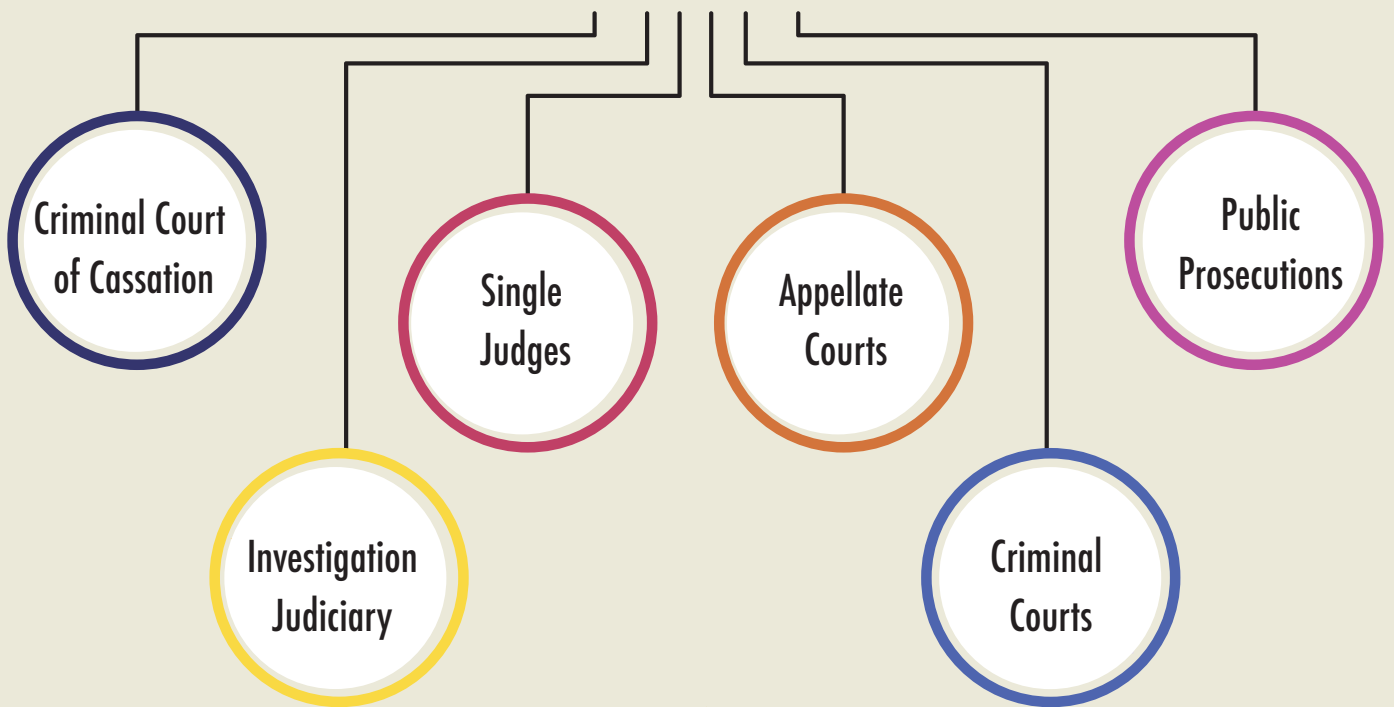 Criminal Court
of Cassation
Single
Judges
Appellate
Courts
Public
Prosecutions
Investigation
Judiciary
Criminal
Courts